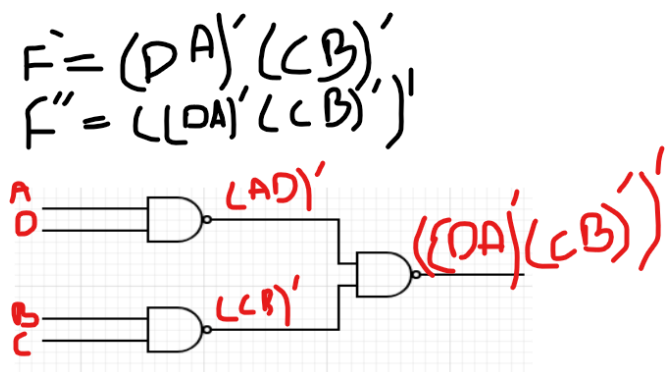 F' = (DA)' (CB)'
F'' = ((DA)' (CB)')'
A
D
(AD)'
((DA)'(CB)')'
B
C
(CB)'